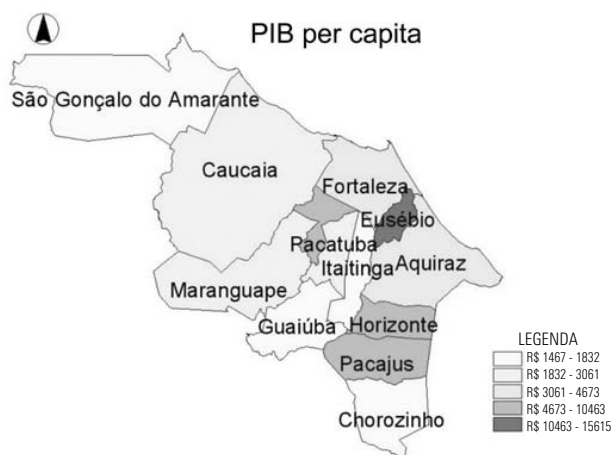 PIB per capita
São Gonçalo do Amarante
Caucaia
Fortaleza
Eusébio
Pacatuba
Itaitinga
Aquiraz
Maranguape
Guaiúba
Horizonte
Pacajus
Chorozinho
LEGENDA
R$ 1467 - 1832
R$ 1832 - 3061
R$ 3061 - 4673
R$ 4673 - 10463
R$ 10463 - 15615